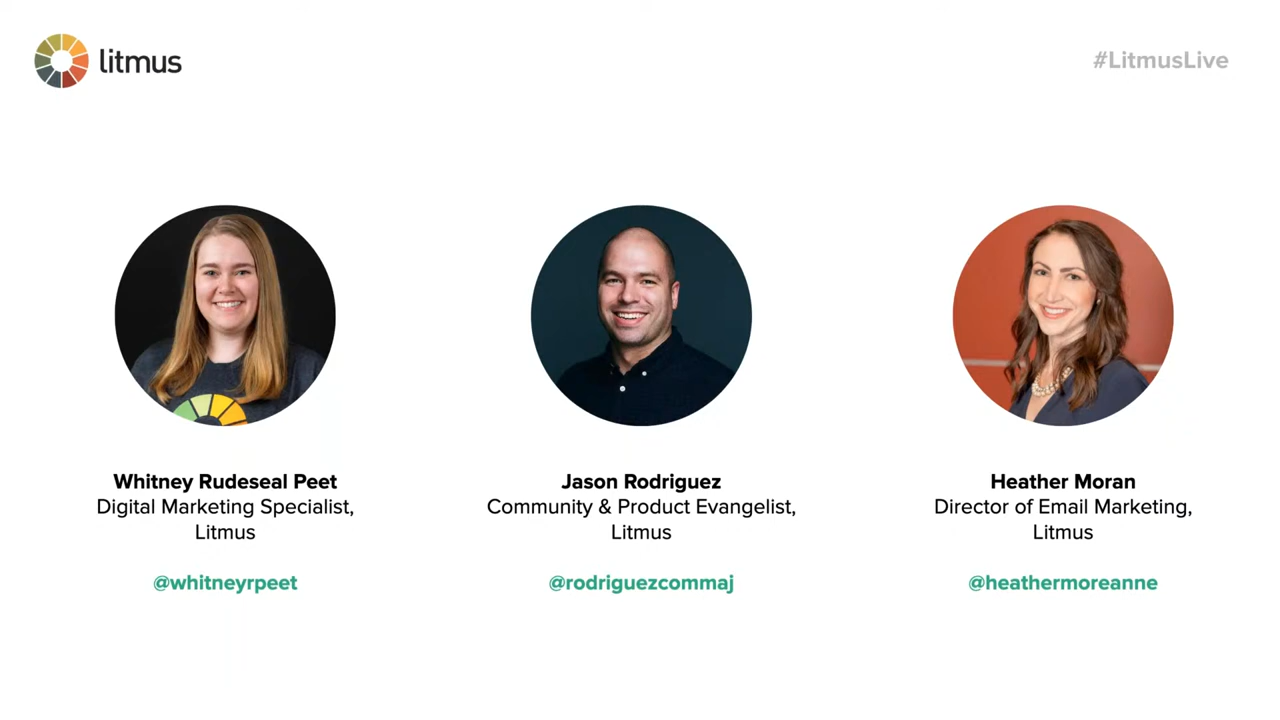 litmus
#LitmusLive
Whitney Rudeseal Peet
Digital Marketing Specialist,
Litmus
@whitneyrpeet
Jason Rodriguez
Community & Product Evangelist,
Litmus
@rodriguezcommaj
Heather Moran
Director of Email Marketing,
Litmus
@heathermoreanne